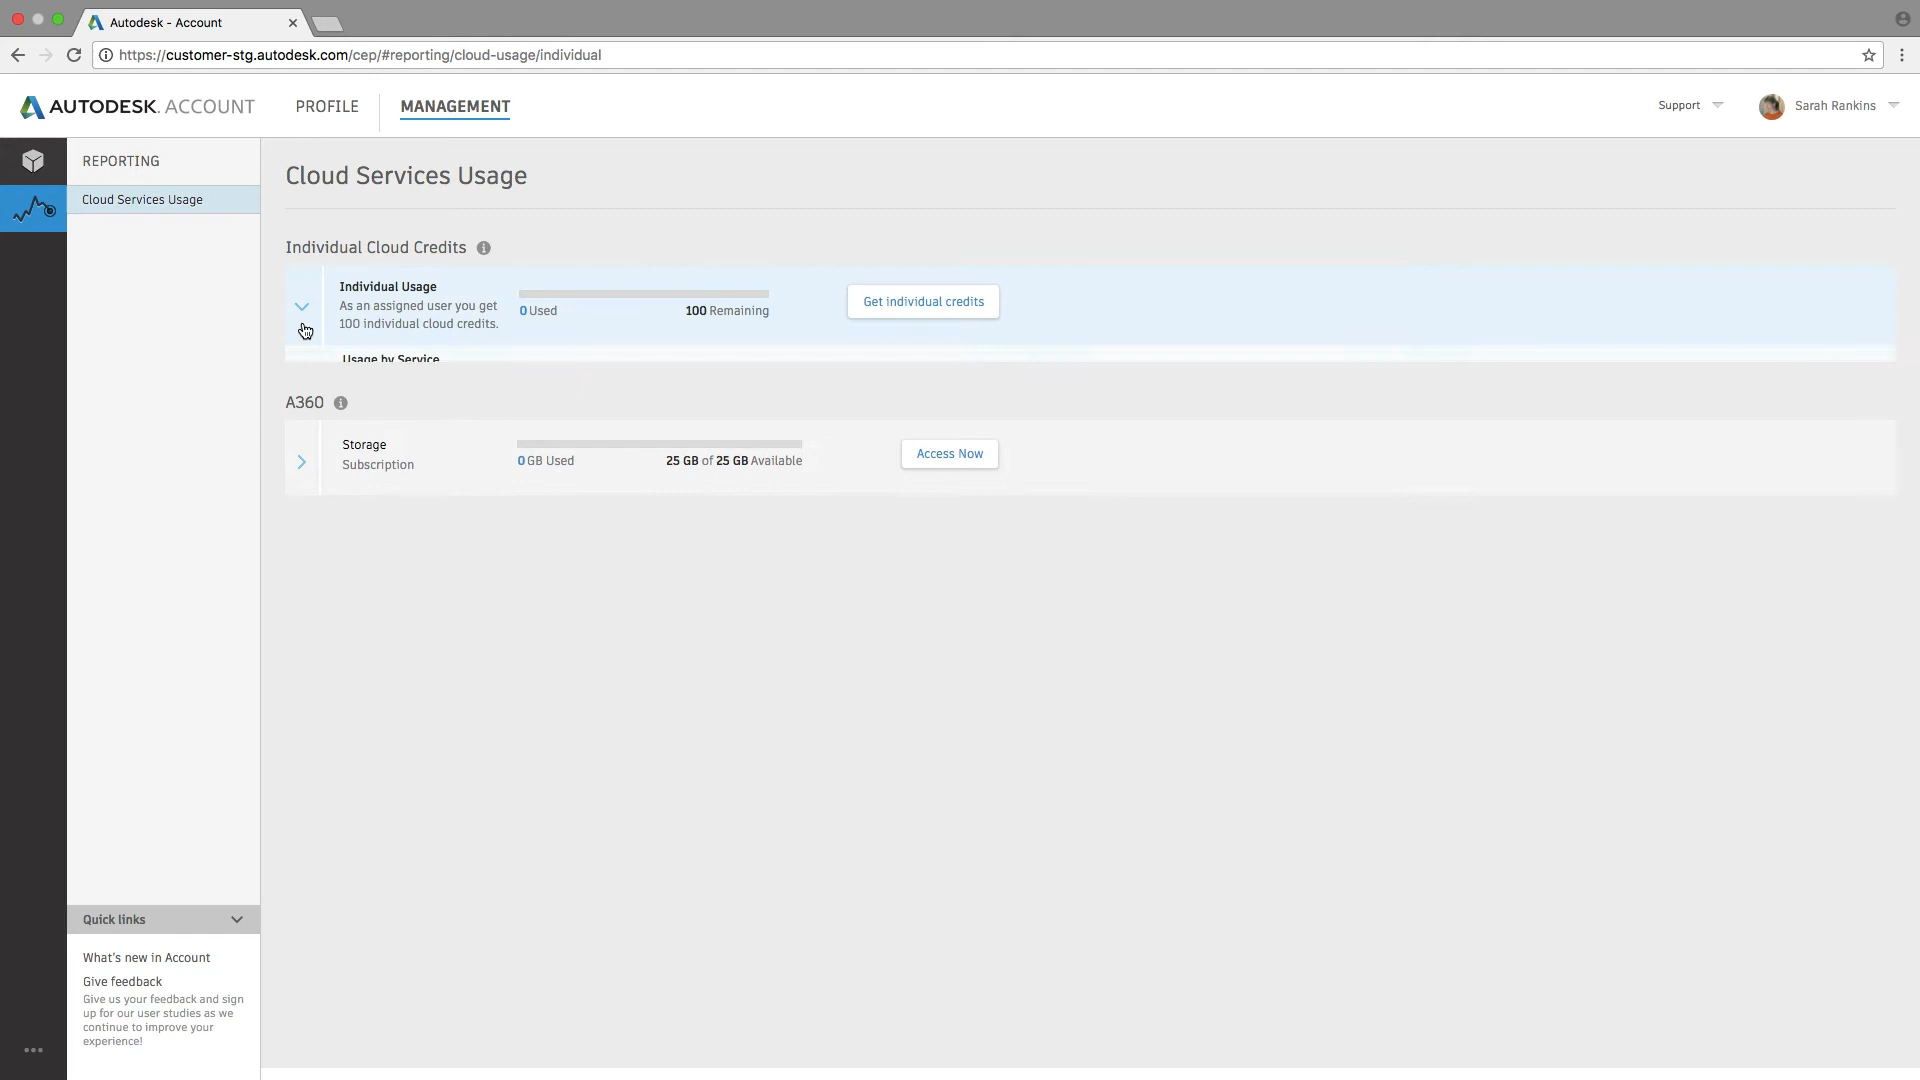 Autodesk - Account
https://customer-stg.autodesk.com/cep/#reporting/cloud-usage/individual
AUTODESK. ACCOUNT
PROFILE
MANAGEMENT
Support
Sarah Rankins
REPORTING
Cloud Services Usage
Cloud Services Usage
Individual Cloud Credits
Individual Usage
As an assigned user you get
100 individual cloud credits.
0 Used
100 Remaining
Get individual credits
Usage by Service
A360
Storage
Subscription
0 GB Used
25 GB of 25 GB Available
Access Now
Quick links
What's new in Account
Give feedback
Give us your feedback and sign
up for our user studies as we
continue to improve your
experience!